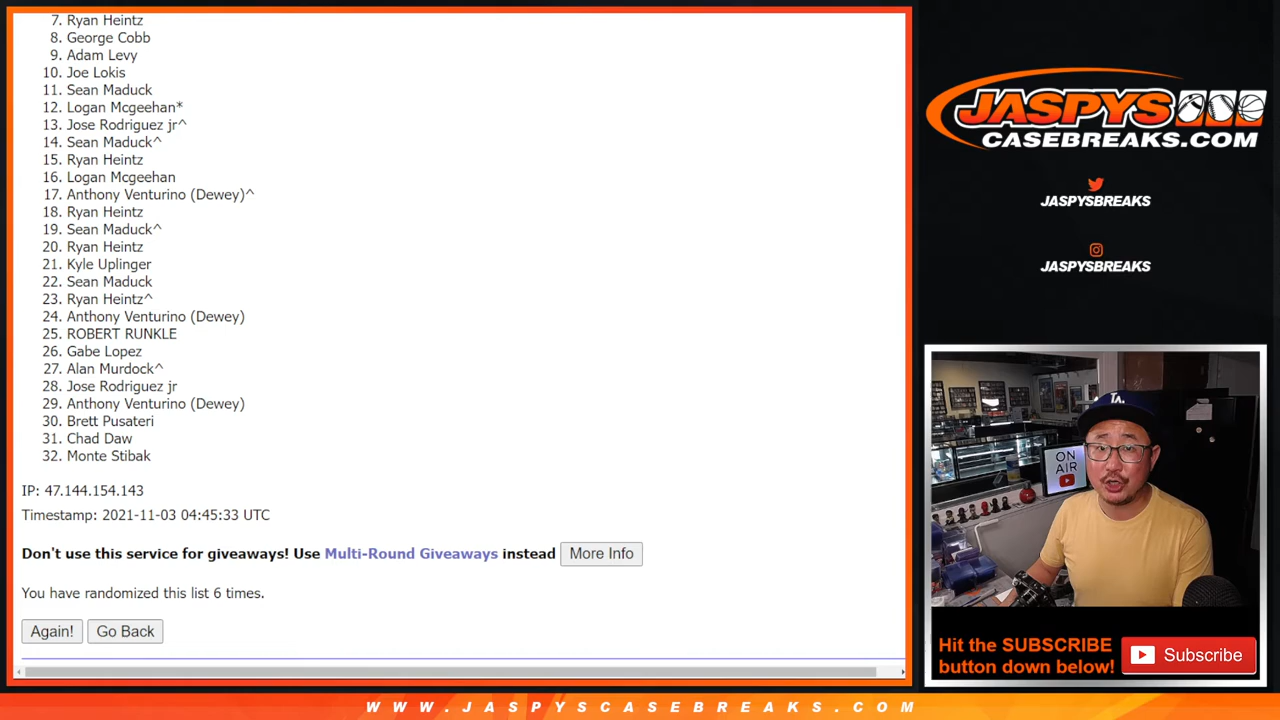 7. Ryan Heintz
8. George Cobb
9. Adam Levy
10. Joe Lokis
11. Sean Maduck
12. Logan Mcgeehan*
13. Jose Rodriguez jr^
14. Sean Maduck^
15. Ryan Heintz
16. Logan Mcgeehan
17. Anthony Venturino (Dewey)^
18. Ryan Heintz
19. Sean Maduck^
20. Ryan Heintz
21. Kyle Uplinger
22. Sean Maduck
23. Ryan Heintz^
24. Anthony Venturino (Dewey)
25. ROBERT RUNKLE
26. Gabe Lopez
27. Alan Murdock^
28. Jose Rodriguez jr
29. Anthony Venturino (Dewey)
30. Brett Pusateri
31. Chad Daw
32. Monte Stibak
IP: 47.144.154.143
Timestamp: 2021-11-03 04:45:33 UTC
Don't use this service for giveaways! Use Multi-Round Giveaways instead More Info
You have randomized this list 6 times.
Again! Go Back
JASPYS
CASEBREAKS.COM
JASPYSBREAKS
JASPYSBREAKS
LA
ON
AIR
Hit the SUBSCRIBE
button down below!
Subscribe
WWW.JASPYSCASEBREAKS.COM